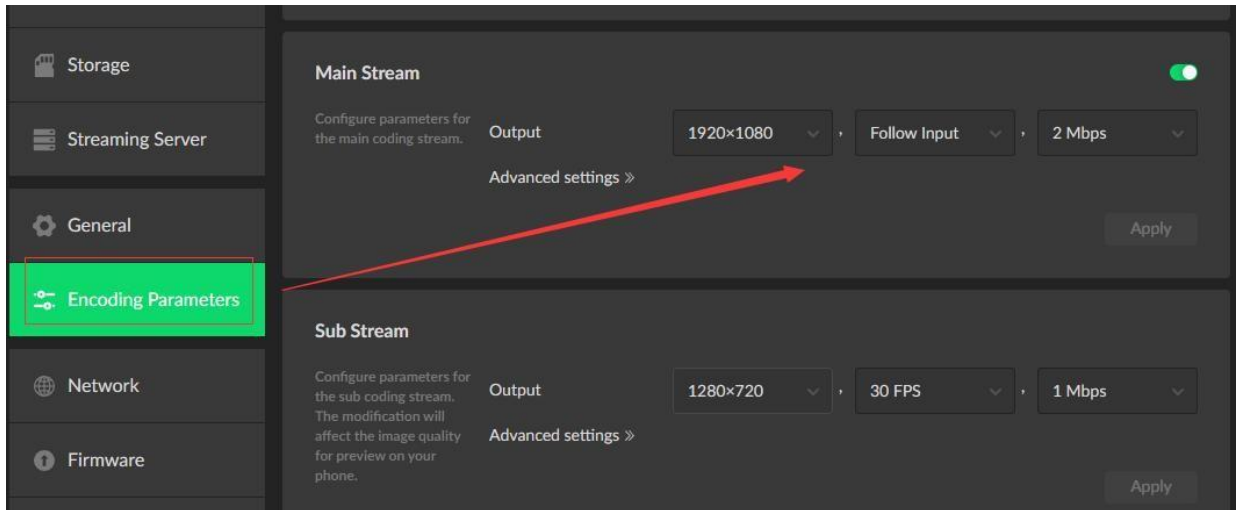 Storage
Streaming Server
General
Encoding Parameters
Network
Firmware
Main Stream
Configure parameters for
the main coding stream.
Output
1920×1080 , Follow Input , 2 Mbps
Advanced settings »
Apply
Sub Stream
Configure parameters for
the sub coding stream.
The modification will
affect the image quality
for preview on your
phone.
Output
1280×720 , 30 FPS , 1 Mbps
Advanced settings »
Apply